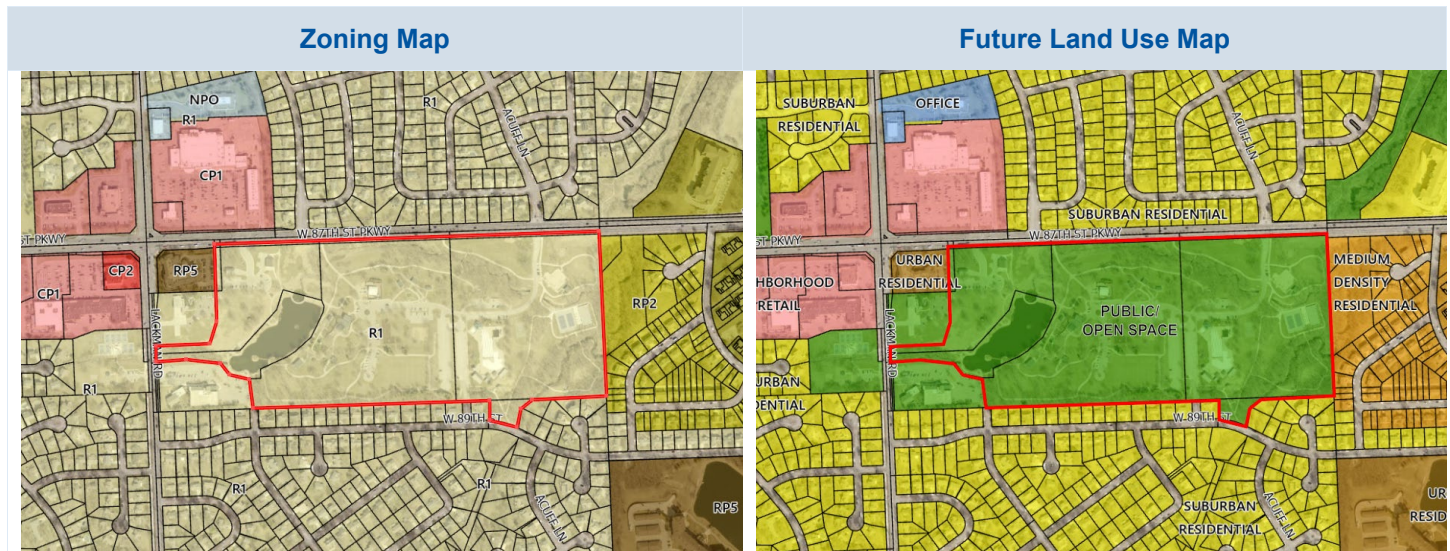 Zoning Map
NPO
R1
R1
ACUFF LN
CP1
W 87TH ST PKWY
ST PKWY
CP2
RP5
CP1
RP2
LACKMAN RD
R1
R1
W 89TH ST
R1
R1
ACUFF LN
RP5
Future Land Use Map
SUBURBAN
RESIDENTIAL
OFFICE
ACUFF LN
SUBURBAN RESIDENTIAL
W 87TH ST PKWY
ST PKWY
URBAN
RESIDENTIAL
MEDIUM
DENSITY
RESIDENTIAL
HBORHOOD
RETAIL
PUBLIC/
OPEN SPACE
LACKMAN RD
URBAN
DENTIAL
W 89TH ST
SUBURBAN
RESIDENTIAL
ACUFF LN
UR
RESID